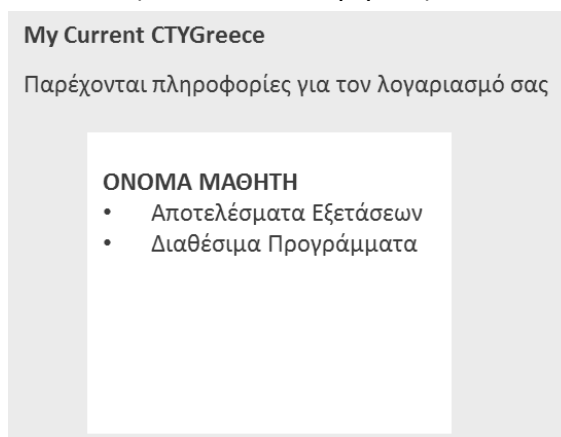 My Current CTYGreece
Παρέχονται πληροφορίες για τον λογαριασμό σας
ΟΝΟΜΑ ΜΑΘΗΤΗ
• Αποτελέσματα Εξετάσεων
• Διαθέσιμα Προγράμματα